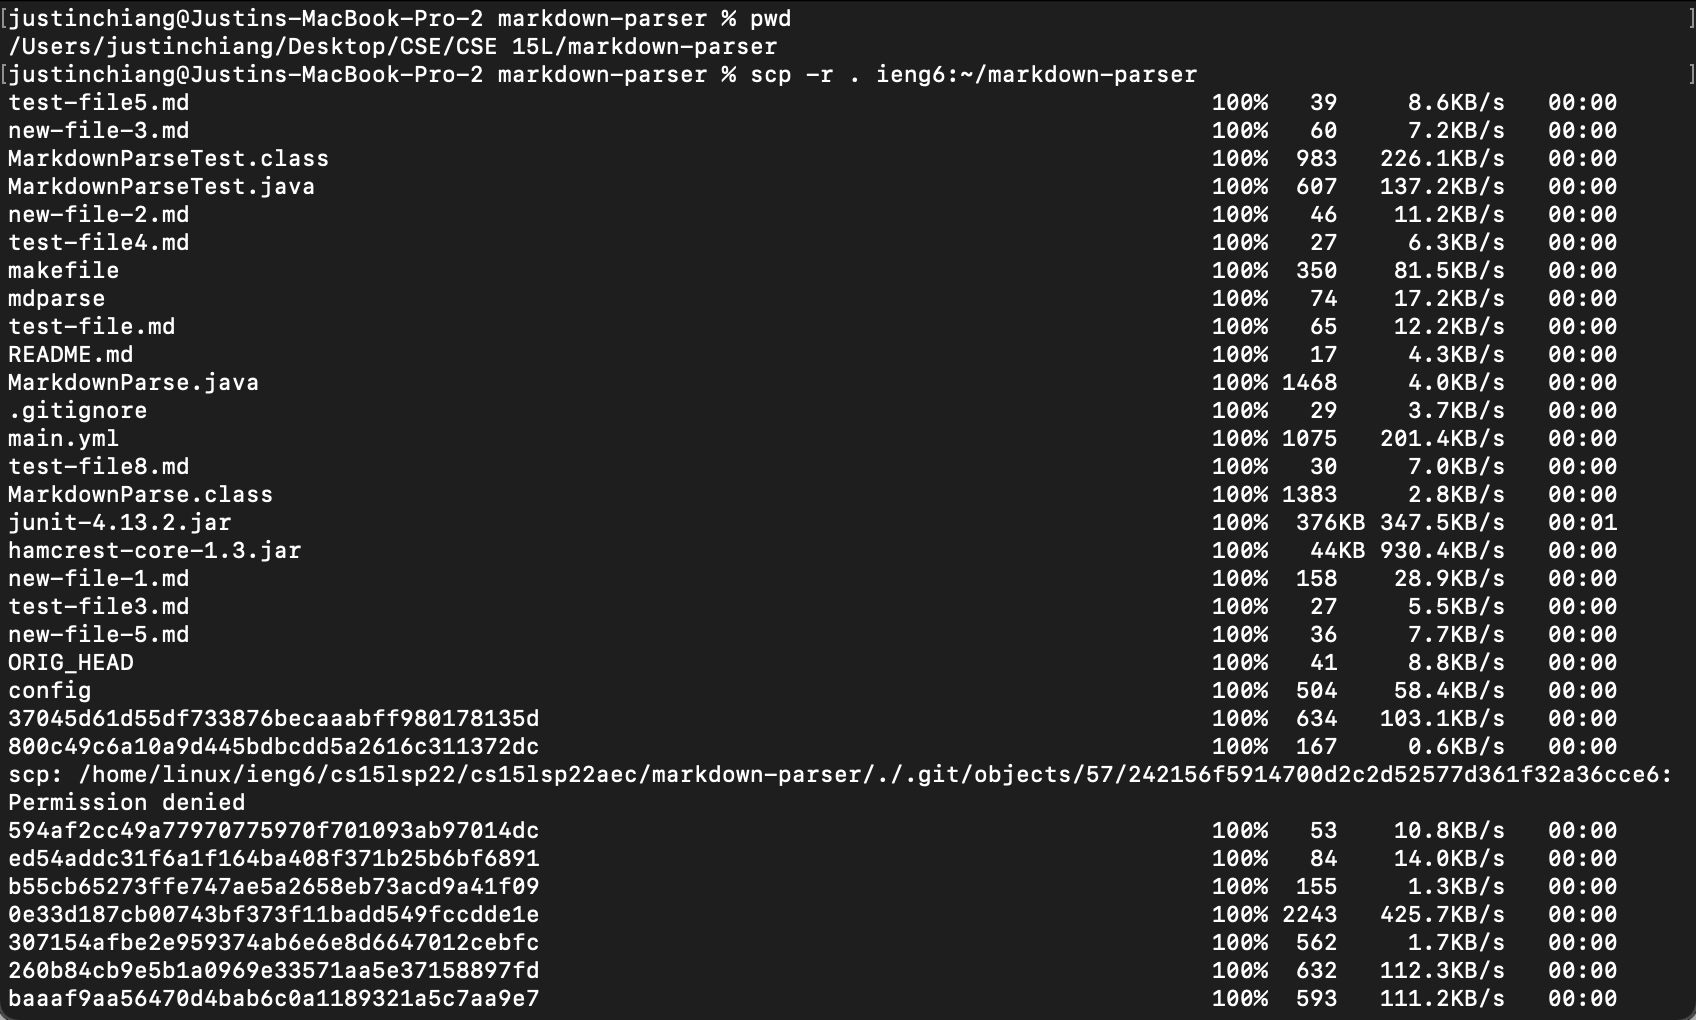 [justinchiang@Justins-MacBook-Pro-2 markdown-parser % pwd ]
/Users/justinchiang/Desktop/CSE/CSE 15L/markdown-parser
[justinchiang@Justins-MacBook-Pro-2 markdown-parser % scp -r . ieng6:~/markdown-parser ]
test-file5.md 100% 39 8.6KB/s 00:00
new-file-3.md 100% 60 7.2KB/s 00:00
MarkdownParseTest.class 100% 983 226.1KB/s 00:00
MarkdownParseTest.java 100% 607 137.2KB/s 00:00
new-file-2.md 100% 46 11.2KB/s 00:00
test-file4.md 100% 27 6.3KB/s 00:00
makefile 100% 350 81.5KB/s 00:00
mdparse 100% 74 17.2KB/s 00:00
test-file.md 100% 65 12.2KB/s 00:00
README.md 100% 17 4.3KB/s 00:00
MarkdownParse.java 100% 1468 4.0KB/s 00:00
.gitignore 100% 29 3.7KB/s 00:00
main.yml 100% 1075 201.4KB/s 00:00
test-file8.md 100% 30 7.0KB/s 00:00
MarkdownParse.class 100% 1383 2.8KB/s 00:00
junit-4.13.2.jar 100% 376KB 347.5KB/s 00:01
hamcrest-core-1.3.jar 100% 44KB 930.4KB/s 00:00
new-file-1.md 100% 158 28.9KB/s 00:00
test-file3.md 100% 27 5.5KB/s 00:00
new-file-5.md 100% 36 7.7KB/s 00:00
ORIG_HEAD 100% 41 8.8KB/s 00:00
config 100% 504 58.4KB/s 00:00
37045d61d55df733876becaaabff980178135d 100% 634 103.1KB/s 00:00
800c49c6a10a9d445bdbcdd5a2616c311372dc 100% 167 0.6KB/s 00:00
scp: /home/linux/ieng6/cs15lsp22/cs15lsp22aec/markdown-parser/./.git/objects/57/242156f5914700d2c2d52577d361f32a36cce6:
Permission denied
594af2cc49a77970775970f701093ab97014dc 100% 53 10.8KB/s 00:00
ed54addc31f6a1f164ba408f371b25b6bf6891 100% 84 14.0KB/s 00:00
b55cb65273ffe747ae5a2658eb73acd9a41f09 100% 155 1.3KB/s 00:00
0e33d187cb00743bf373f11badd549fccdde1e 100% 2243 425.7KB/s 00:00
307154afbe2e959374ab6e6e8d6647012cebfc 100% 562 1.7KB/s 00:00
260b84cb9e5b1a0969e33571aa5e37158897fd 100% 632 112.3KB/s 00:00
baaaf9aa56470d4bab6c0a1189321a5c7aa9e7 100% 593 111.2KB/s 00:00